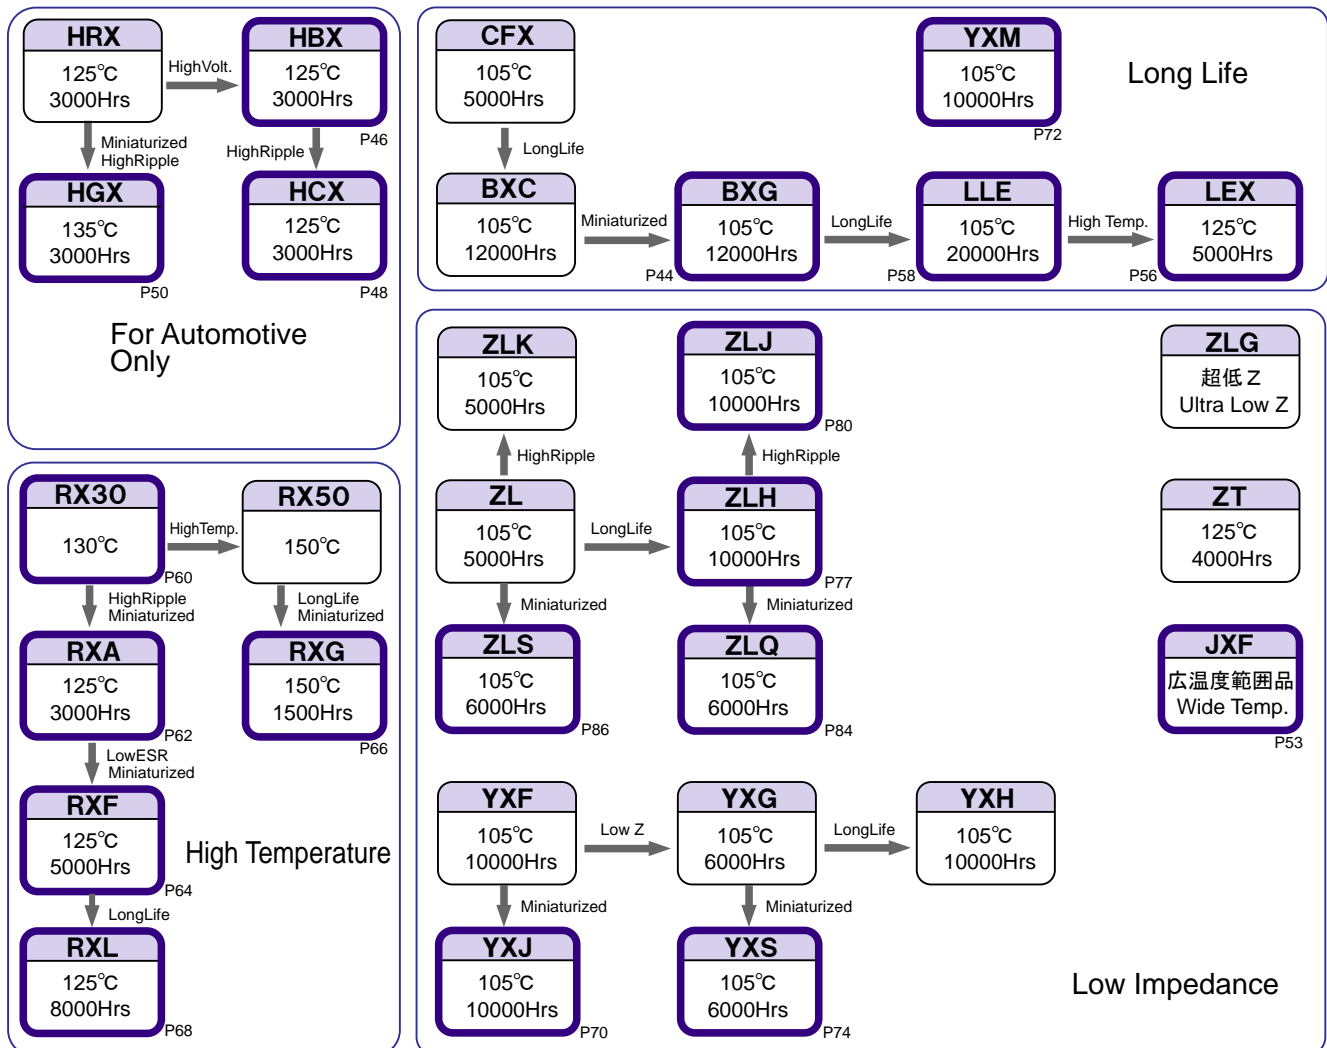 HRX
125℃
3000Hrs
HighVolt.
HBX
125℃
3000Hrs
P46
Miniaturized
HighRipple
HighRipple
HGX
135℃
3000Hrs
P50
HCX
125℃
3000Hrs
P48
For Automotive
Only
CFX
105℃
5000Hrs
YXM
105℃
10000Hrs
P72
Long Life
LongLife
BXC
105℃
12000Hrs
Miniaturized
BXG
105℃
12000Hrs
P44
LongLife
LLE
105℃
20000Hrs
P58
High Temp.
LEX
125℃
5000Hrs
P56
RX30
130℃
P60
HighTemp.
RX50
150℃
HighRipple
Miniaturized
LongLife
Miniaturized
RXA
125℃
3000Hrs
P62
RXG
150℃
1500Hrs
P66
LowESR
Miniaturized
RXF
125℃
5000Hrs
P64
High Temperature
LongLife
RXL
125℃
8000Hrs
P68
ZLK
105℃
5000Hrs
ZLJ
105℃
10000Hrs
P80
ZLG
超低Z
Ultra Low Z
HighRipple
HighRipple
ZL
105℃
5000Hrs
LongLife
ZLH
105℃
10000Hrs
P77
ZT
125℃
4000Hrs
Miniaturized
Miniaturized
ZLS
105℃
6000Hrs
P86
ZLQ
105℃
6000Hrs
P84
JXF
広温度範囲品
Wide Temp.
P53
YXF
105℃
10000Hrs
Low Z
YXG
105℃
6000Hrs
LongLife
YXH
105℃
10000Hrs
Miniaturized
Miniaturized
YXJ
105℃
10000Hrs
P70
YXS
105℃
6000Hrs
P74
Low Impedance